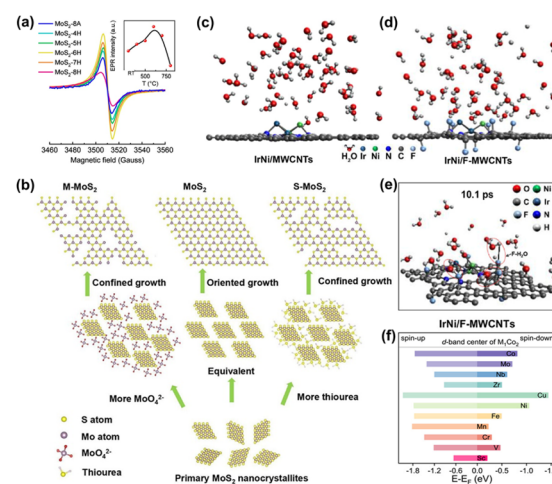 (a)
MoS₂-8A
MoS₂-4H
MoS₂-5H
MoS₂-6H
MoS₂-7H
MoS₂-8H
EPR intensity (a.u.)
RT 500 750
T (°C)
3460 3480 3500 3520 3540 3560
Magnetic field (Gauss)
(b)
M-MoS₂ MoS₂ S-MoS₂
Confined growth Oriented growth Confined growth
Equivalent
More MoO₄²⁻ More thiourea
S atom
Mo atom
MoO₄²⁻
Thiourea
Primary MoS₂ nanocrystallites
(c)
IrNi/MWCNTs
H₂O Ir Ni N C F
(d)
IrNi/F-MWCNTs
(e)
10.1 ps
F-H₂O
O Ni
C Ir
F N
H
IrNi/F-MWCNTs
(f)
spin-up d-band center of M₁Co₂ spin-down
Co
Mo
Nb
Zr
Cu
Ni
Fe
Mn
Cr
V
Sc
-1.8 -1.2 -0.6 0.0 -0.5 -1.0
E-E_F (eV)